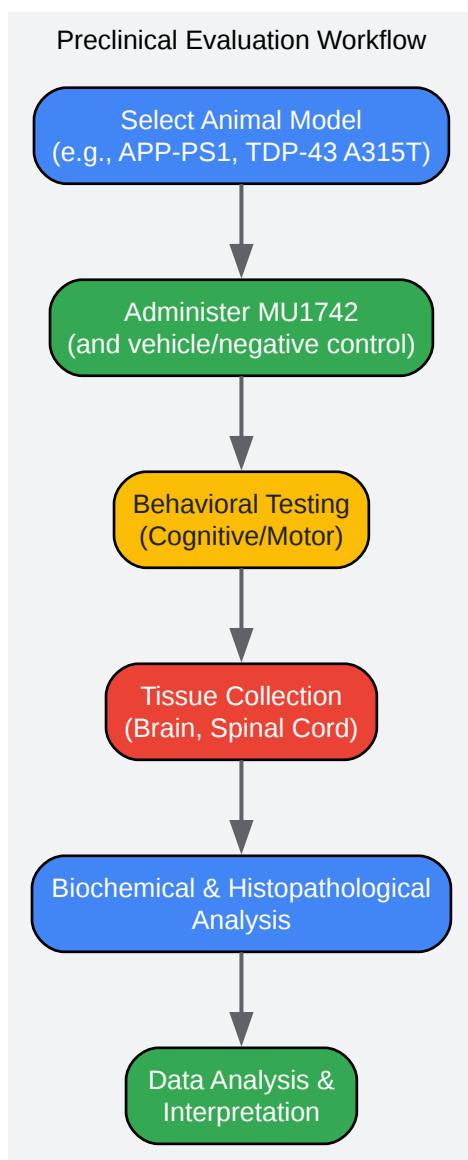 Preclinical Evaluation Workflow
Select Animal Model
(e.g., APP-PS1, TDP-43 A315T)
Administer MU1742
(and vehicle/negative control)
Behavioral Testing
(Cognitive/Motor)
Tissue Collection
(Brain, Spinal Cord)
Biochemical & Histopathological
Analysis
Data Analysis &
Interpretation